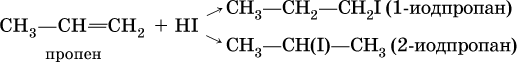 CH₃—CH₂—CH₂I (1-иодпропан)
CH₃—CH═CH₂ + HI
CH₃—CH(I)—CH₃ (2-иодпропан)
пропен